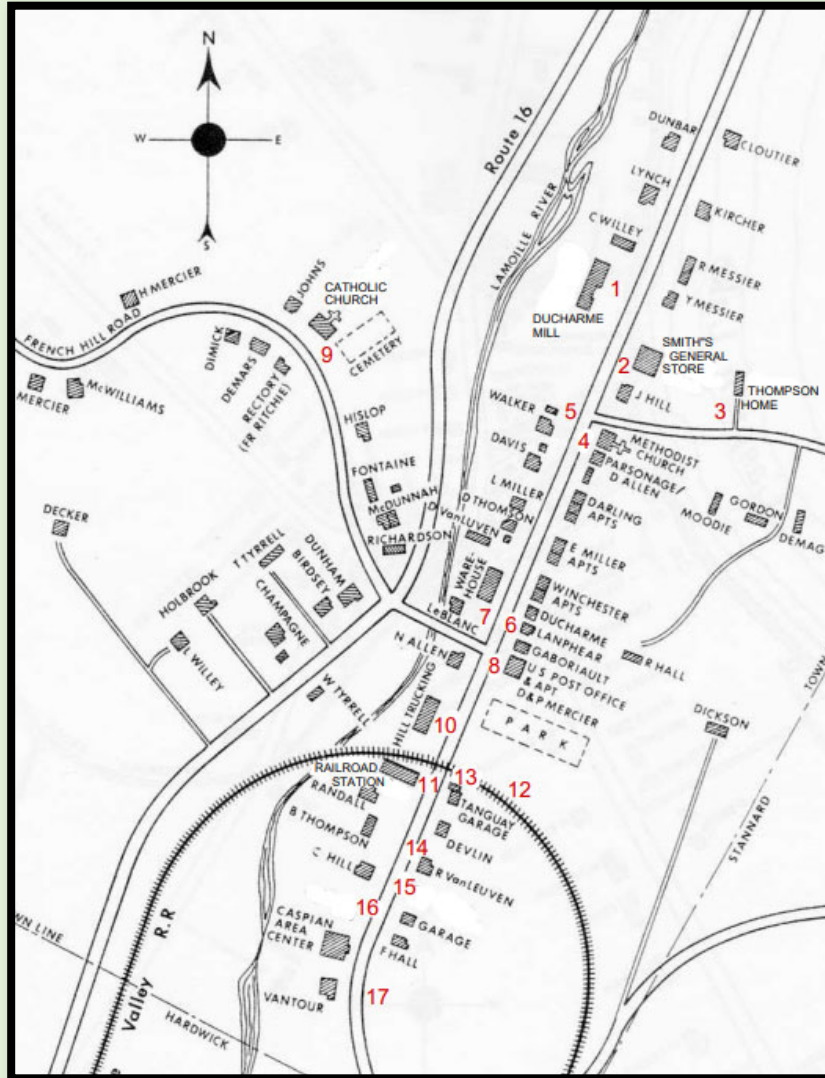 N
W
E
S
Route 16
LAMOILLE RIVER
DUNBAR
CLOUTIER
LYNCH
C WILLEY
KIRCHER
R MESSIER
Y MESSIER
1
DUCHARME
MILL
H MERCIER
JOHNS
CATHOLIC
CHURCH
FRENCH HILL ROAD
9
CEMETERY
DIMICK
DEMARS
RECTORY
(FR RITCHIE)
MERCIER
McWILLIAMS
2
SMITH"S
GENERAL
STORE
J HILL
3
THOMPSON
HOME
WALKER
5
4
METHODIST
CHURCH
PARSONAGE/
D ALLEN
HISLOP
DAVIS
FONTAINE
L MILLER
McDUNNAH
D THOMSON
D VanLUVEN
RICHARDSON
DARLING
APTS
MOODIE
GORDON
DEMAG
E MILLER
APTS
DECKER
T TYRRELL
DUNHAM
BIRDSEY
HOLBROOK
CHAMPAGNE
L WILLEY
WARE-
HOUSE
LeBLANC
7
WINCHESTER
APTS
6
DUCHARME
LANPHEAR
GABORIAULT
R HALL
8
U S POST OFFICE
& APT
D&P MERCIER
N ALLEN
W TYRRELL
HILL TRUCKING
10
PARK
DICKSON
TOWN
STANNARD
RAILROAD
STATION
11
13
12
RANDALL
TANGUAY
GARAGE
B THOMPSON
DEVLIN
14
C HILL
R VanLEUVEN
15
16
CASPIAN
AREA
CENTER
GARAGE
F HALL
VANTOUR
17
WN LINE
HARDWICK
e Valley R.R